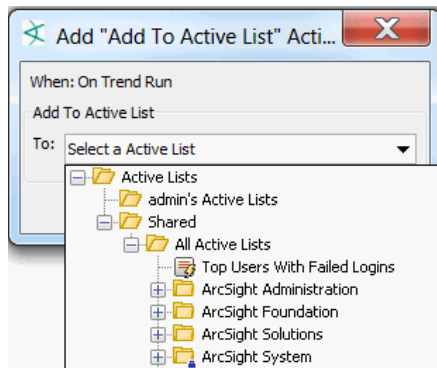 Add "Add To Active List" Acti...
When: On Trend Run
Add To Active List
To: Select a Active List
Active Lists
admin's Active Lists
Shared
All Active Lists
Top Users With Failed Logins
ArcSight Administration
ArcSight Foundation
ArcSight Solutions
ArcSight System